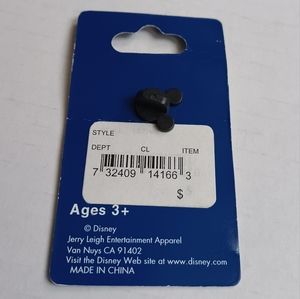 STYLE
DEPT CL ITEM
7 32409 14166 3
$
Ages 3+
© Disney
Jerry Leigh Entertainment Apparel
Van Nuys CA 91402
Visit the Disney Web site at www.disney.com
MADE IN CHINA